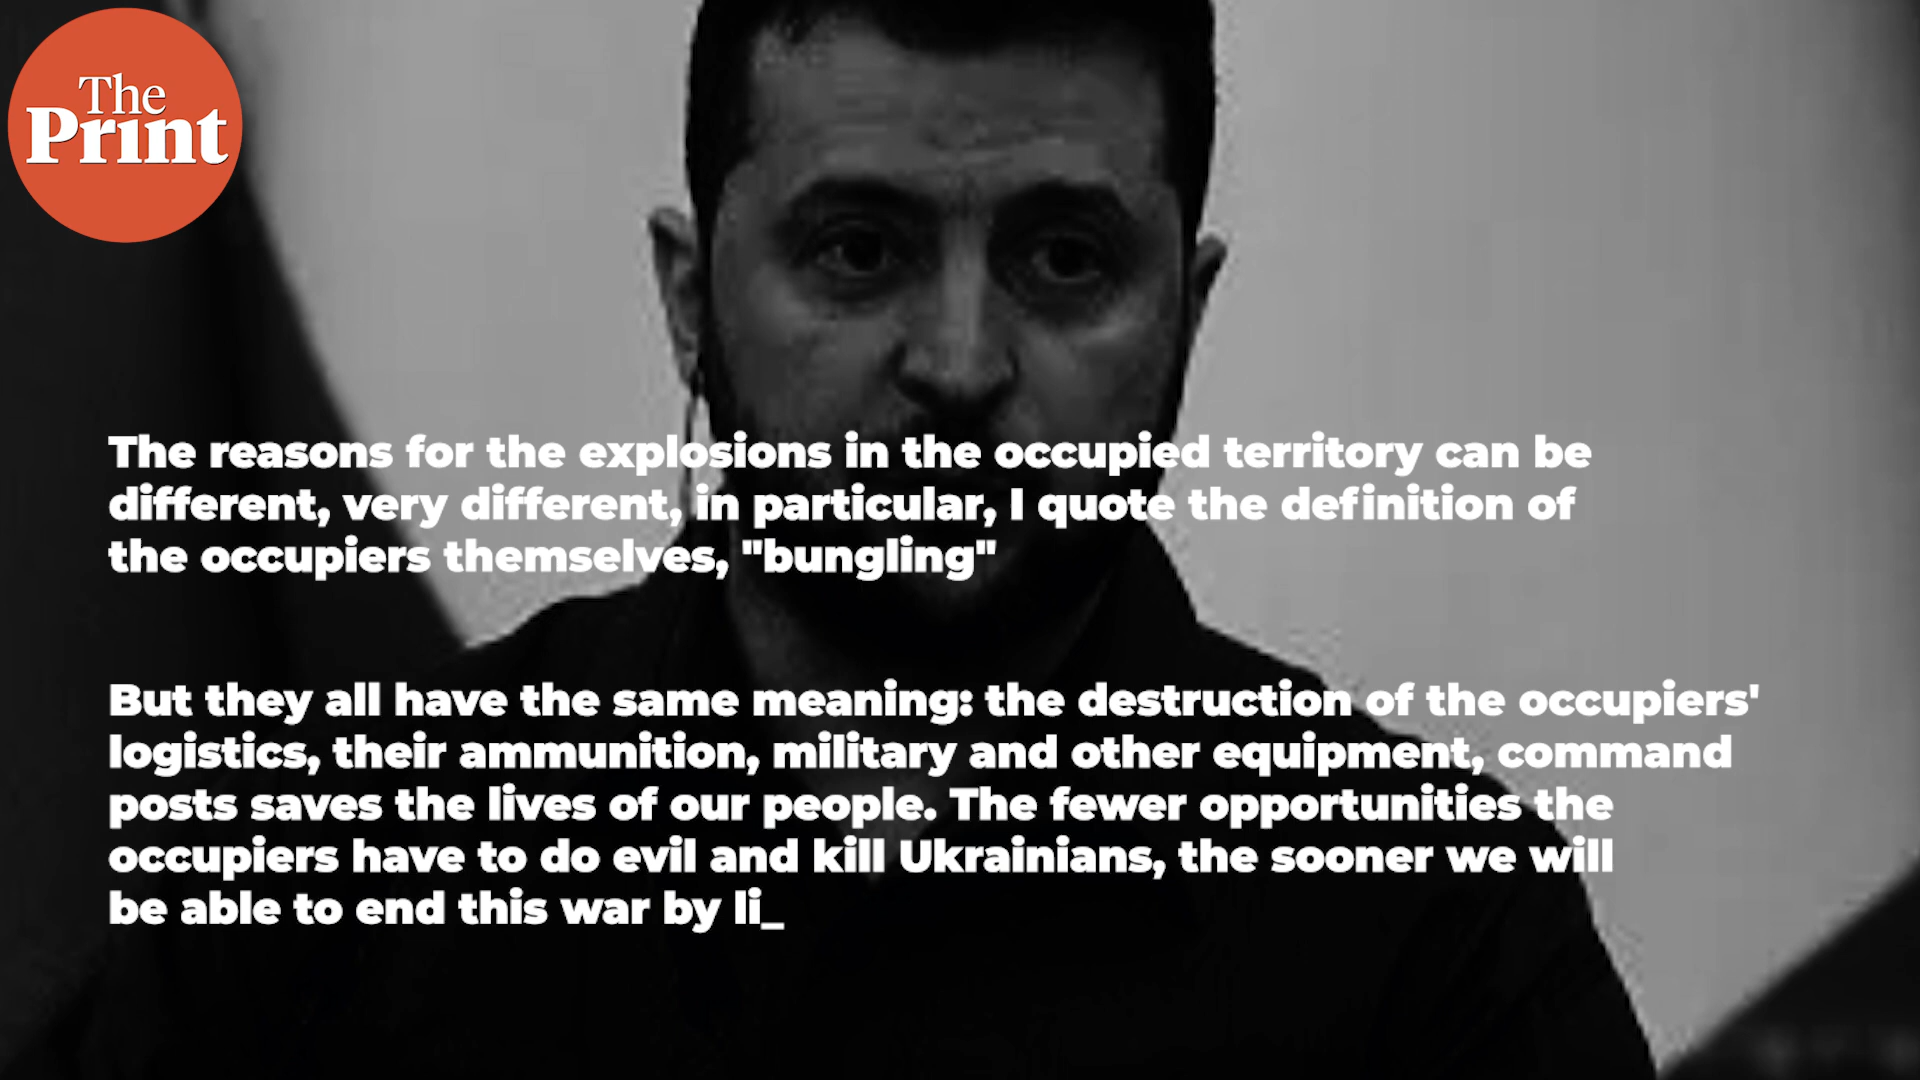 The
Print
The reasons for the explosions in the occupied territory can be
different, very different, in particular, I quote the definition of
the occupiers themselves, "bungling"
But they all have the same meaning: the destruction of the occupiers'
logistics, their ammunition, military and other equipment, command
posts saves the lives of our people. The fewer opportunities the
occupiers have to do evil and kill Ukrainians, the sooner we will
be able to end this war by li_